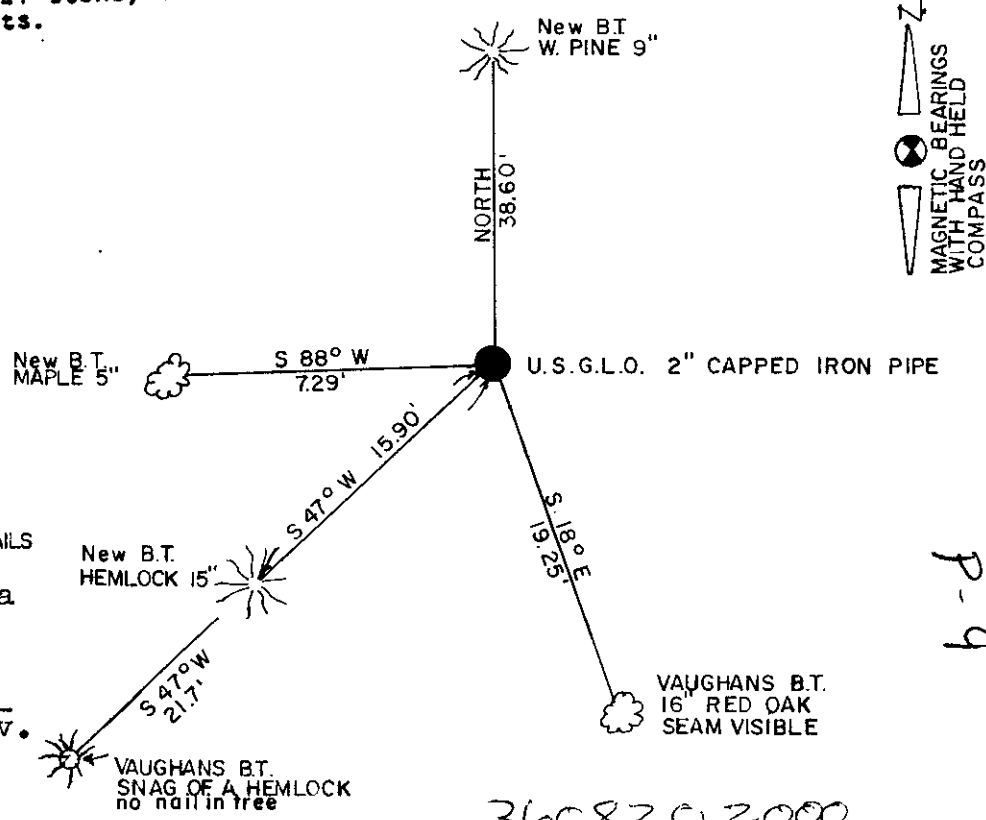 ts.
New B.T.
W. PINE 9"
N
MAGNETIC BEARINGS
WITH HAND HELD
COMPASS
NORTH
38.60'
New B.T.
MAPLE 5"
S 88° W
7.29'
U.S.G.L.O. 2" CAPPED IRON PIPE
S 47° W 15.90'
S. 18° E
19.25'
AILS
New B.T.
HEMLOCK 15"
a
S 47° W
21.7'
v.
VAUGHANS B.T.
16" RED OAK
SEAM VISIBLE
VAUGHANS B.T.
SNAG OF A HEMLOCK
no nail in tree
P-9